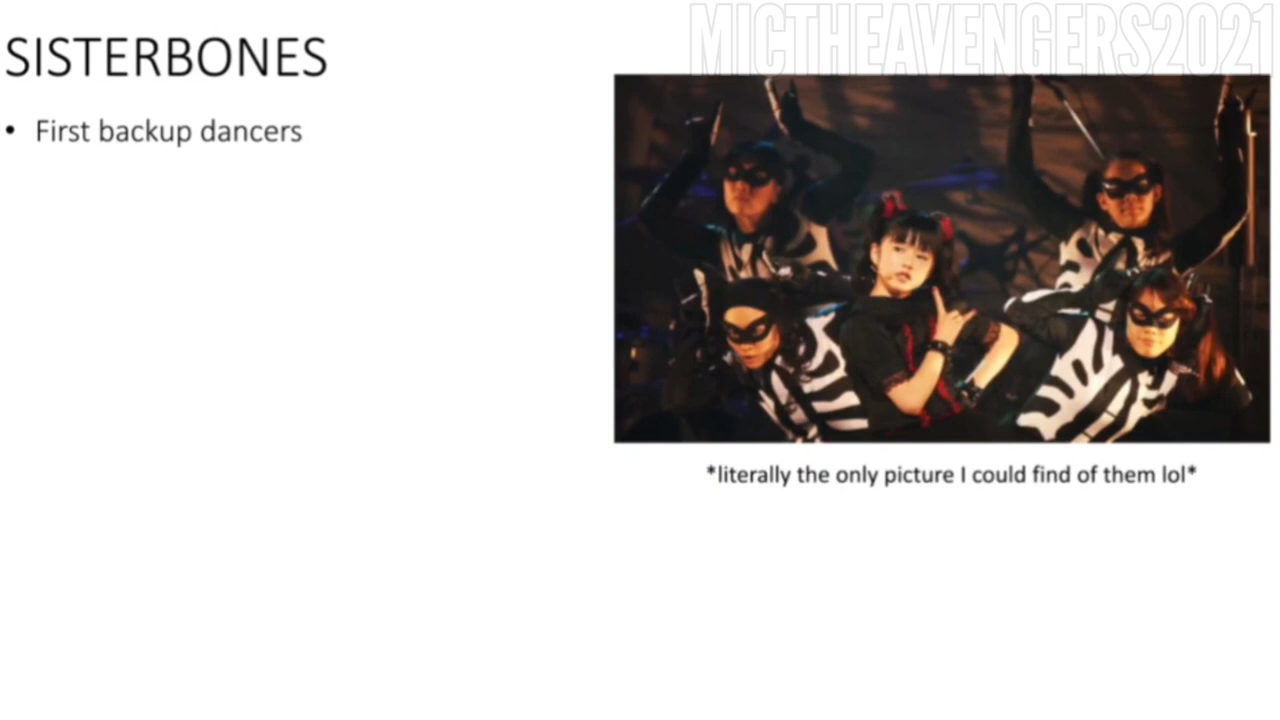 MICTHEAVENGERS2021
SISTERBONES
• First backup dancers
*literally the only picture I could find of them lol*